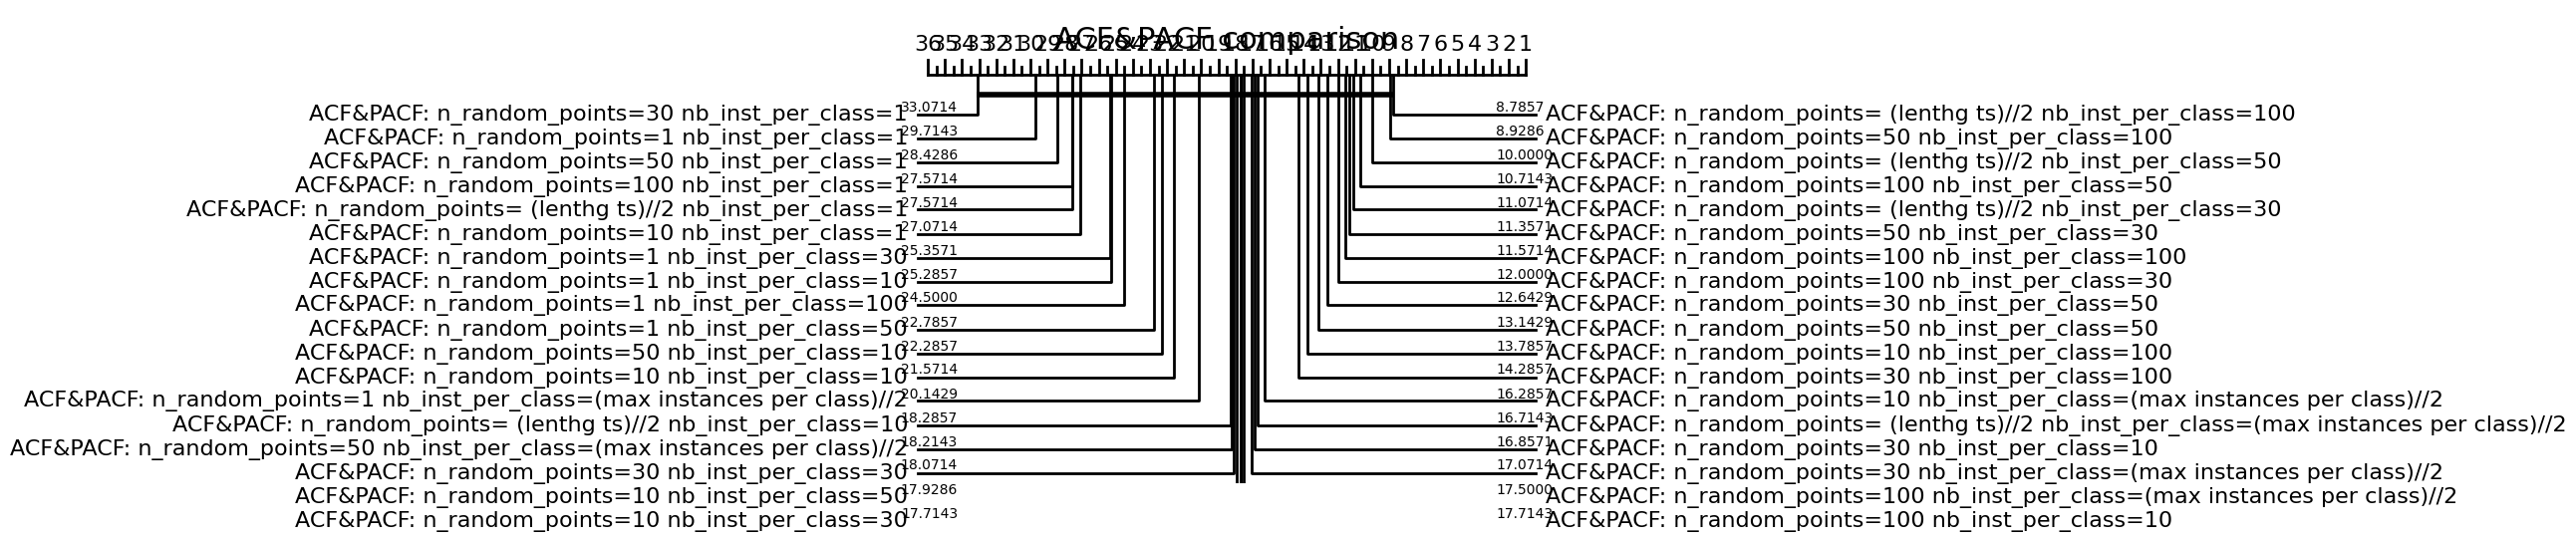 ACF&PACF comparison
36 35 34 33 32 31 30 29 28 27 26 25 24 23 22 21 20 19 18 17 16 15 14 13 12 11 10 9 8 7 6 5 4 3 2 1
33.0714 8.7857
ACF&PACF: n_random_points=30 nb_inst_per_class=1 ACF&PACF: n_random_points= (lenthg ts)//2 nb_inst_per_class=100
29.7143 8.9286
ACF&PACF: n_random_points=1 nb_inst_per_class=1 ACF&PACF: n_random_points=50 nb_inst_per_class=100
28.4286 10.0000
ACF&PACF: n_random_points=50 nb_inst_per_class=1 ACF&PACF: n_random_points= (lenthg ts)//2 nb_inst_per_class=50
27.5714 10.7143
ACF&PACF: n_random_points=100 nb_inst_per_class=1 ACF&PACF: n_random_points=100 nb_inst_per_class=50
27.5714 11.0714
ACF&PACF: n_random_points= (lenthg ts)//2 nb_inst_per_class=1 ACF&PACF: n_random_points= (lenthg ts)//2 nb_inst_per_class=30
27.0714 11.3571
ACF&PACF: n_random_points=10 nb_inst_per_class=1 ACF&PACF: n_random_points=50 nb_inst_per_class=30
25.3571 11.5714
ACF&PACF: n_random_points=1 nb_inst_per_class=30 ACF&PACF: n_random_points=100 nb_inst_per_class=100
25.2857 12.0000
ACF&PACF: n_random_points=1 nb_inst_per_class=10 ACF&PACF: n_random_points=100 nb_inst_per_class=30
24.5000 12.6429
ACF&PACF: n_random_points=1 nb_inst_per_class=100 ACF&PACF: n_random_points=30 nb_inst_per_class=50
22.7857 13.1429
ACF&PACF: n_random_points=1 nb_inst_per_class=50 ACF&PACF: n_random_points=50 nb_inst_per_class=50
22.2857 13.7857
ACF&PACF: n_random_points=50 nb_inst_per_class=10 ACF&PACF: n_random_points=10 nb_inst_per_class=100
21.5714 14.2857
ACF&PACF: n_random_points=10 nb_inst_per_class=10 ACF&PACF: n_random_points=30 nb_inst_per_class=100
20.1429 16.2857
ACF&PACF: n_random_points=1 nb_inst_per_class=(max instances per class)//2 ACF&PACF: n_random_points=10 nb_inst_per_class=(max instances per class)//2
18.2857 16.7143
ACF&PACF: n_random_points= (lenthg ts)//2 nb_inst_per_class=10 ACF&PACF: n_random_points= (lenthg ts)//2 nb_inst_per_class=(max instances per class)//2
18.2143 16.8571
ACF&PACF: n_random_points=50 nb_inst_per_class=(max instances per class)//2 ACF&PACF: n_random_points=30 nb_inst_per_class=10
18.0714 17.0714
ACF&PACF: n_random_points=30 nb_inst_per_class=30 ACF&PACF: n_random_points=30 nb_inst_per_class=(max instances per class)//2
17.9286 17.5000
ACF&PACF: n_random_points=10 nb_inst_per_class=50 ACF&PACF: n_random_points=100 nb_inst_per_class=(max instances per class)//2
17.7143 17.7143
ACF&PACF: n_random_points=10 nb_inst_per_class=30 ACF&PACF: n_random_points=100 nb_inst_per_class=10